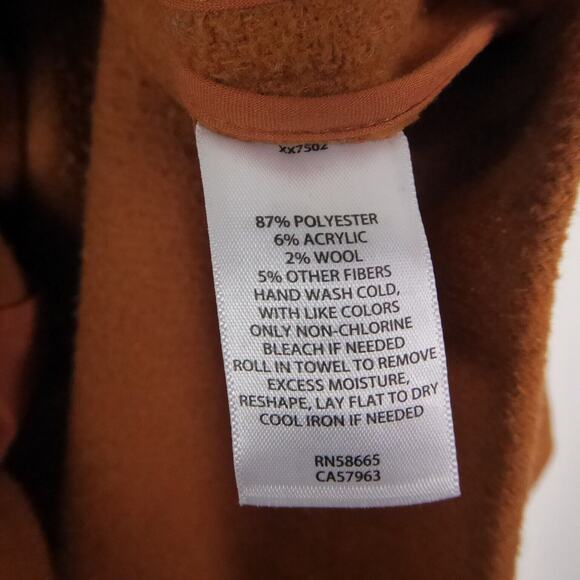 XX7502
87% POLYESTER
6% ACRYLIC
2% WOOL
5% OTHER FIBERS
HAND WASH COLD,
WITH LIKE COLORS
ONLY NON-CHLORINE
BLEACH IF NEEDED
ROLL IN TOWEL TO REMOVE
EXCESS MOISTURE,
RESHAPE, LAY FLAT TO DRY
COOL IRON IF NEEDED
RN58665
CA57963